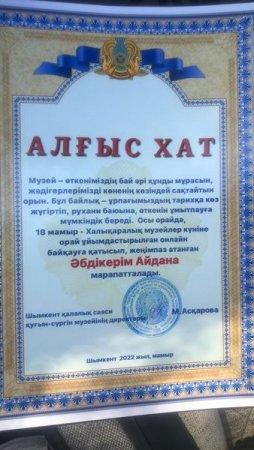 АЛҒЫС ХАТ
Музей – өткеніміздің бай әрі құнды мұрасын,
жәдігерлерімізді көненің көзіндей сақтайтын
орын. Бұл байлық – ұрпағымыздың тарихқа көз
жүгіртіп, рухани баюына, өткенін ұмытпауға
мүмкіндік береді. Осы орайда,
18 мамыр - Халықаралық музейлер күніне
орай ұйымдастырылған онлайн
байқауға қатысып, жеңімпаз атанған
Әбдікерім Айдана
марапатталады.
Шымкент қалалық саяси
қуғын-сүргін музейінің директоры
М.Асқарова
Шымкент 2022 жыл, мамыр